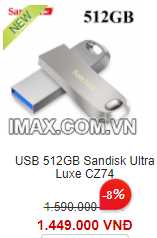 SanDisk
512GB
NEW
SanDisk
IMAX.COM.VN
USB 512GB Sandisk Ultra
Luxe CZ74
-8%
1.590.000
1.449.000 VNĐ